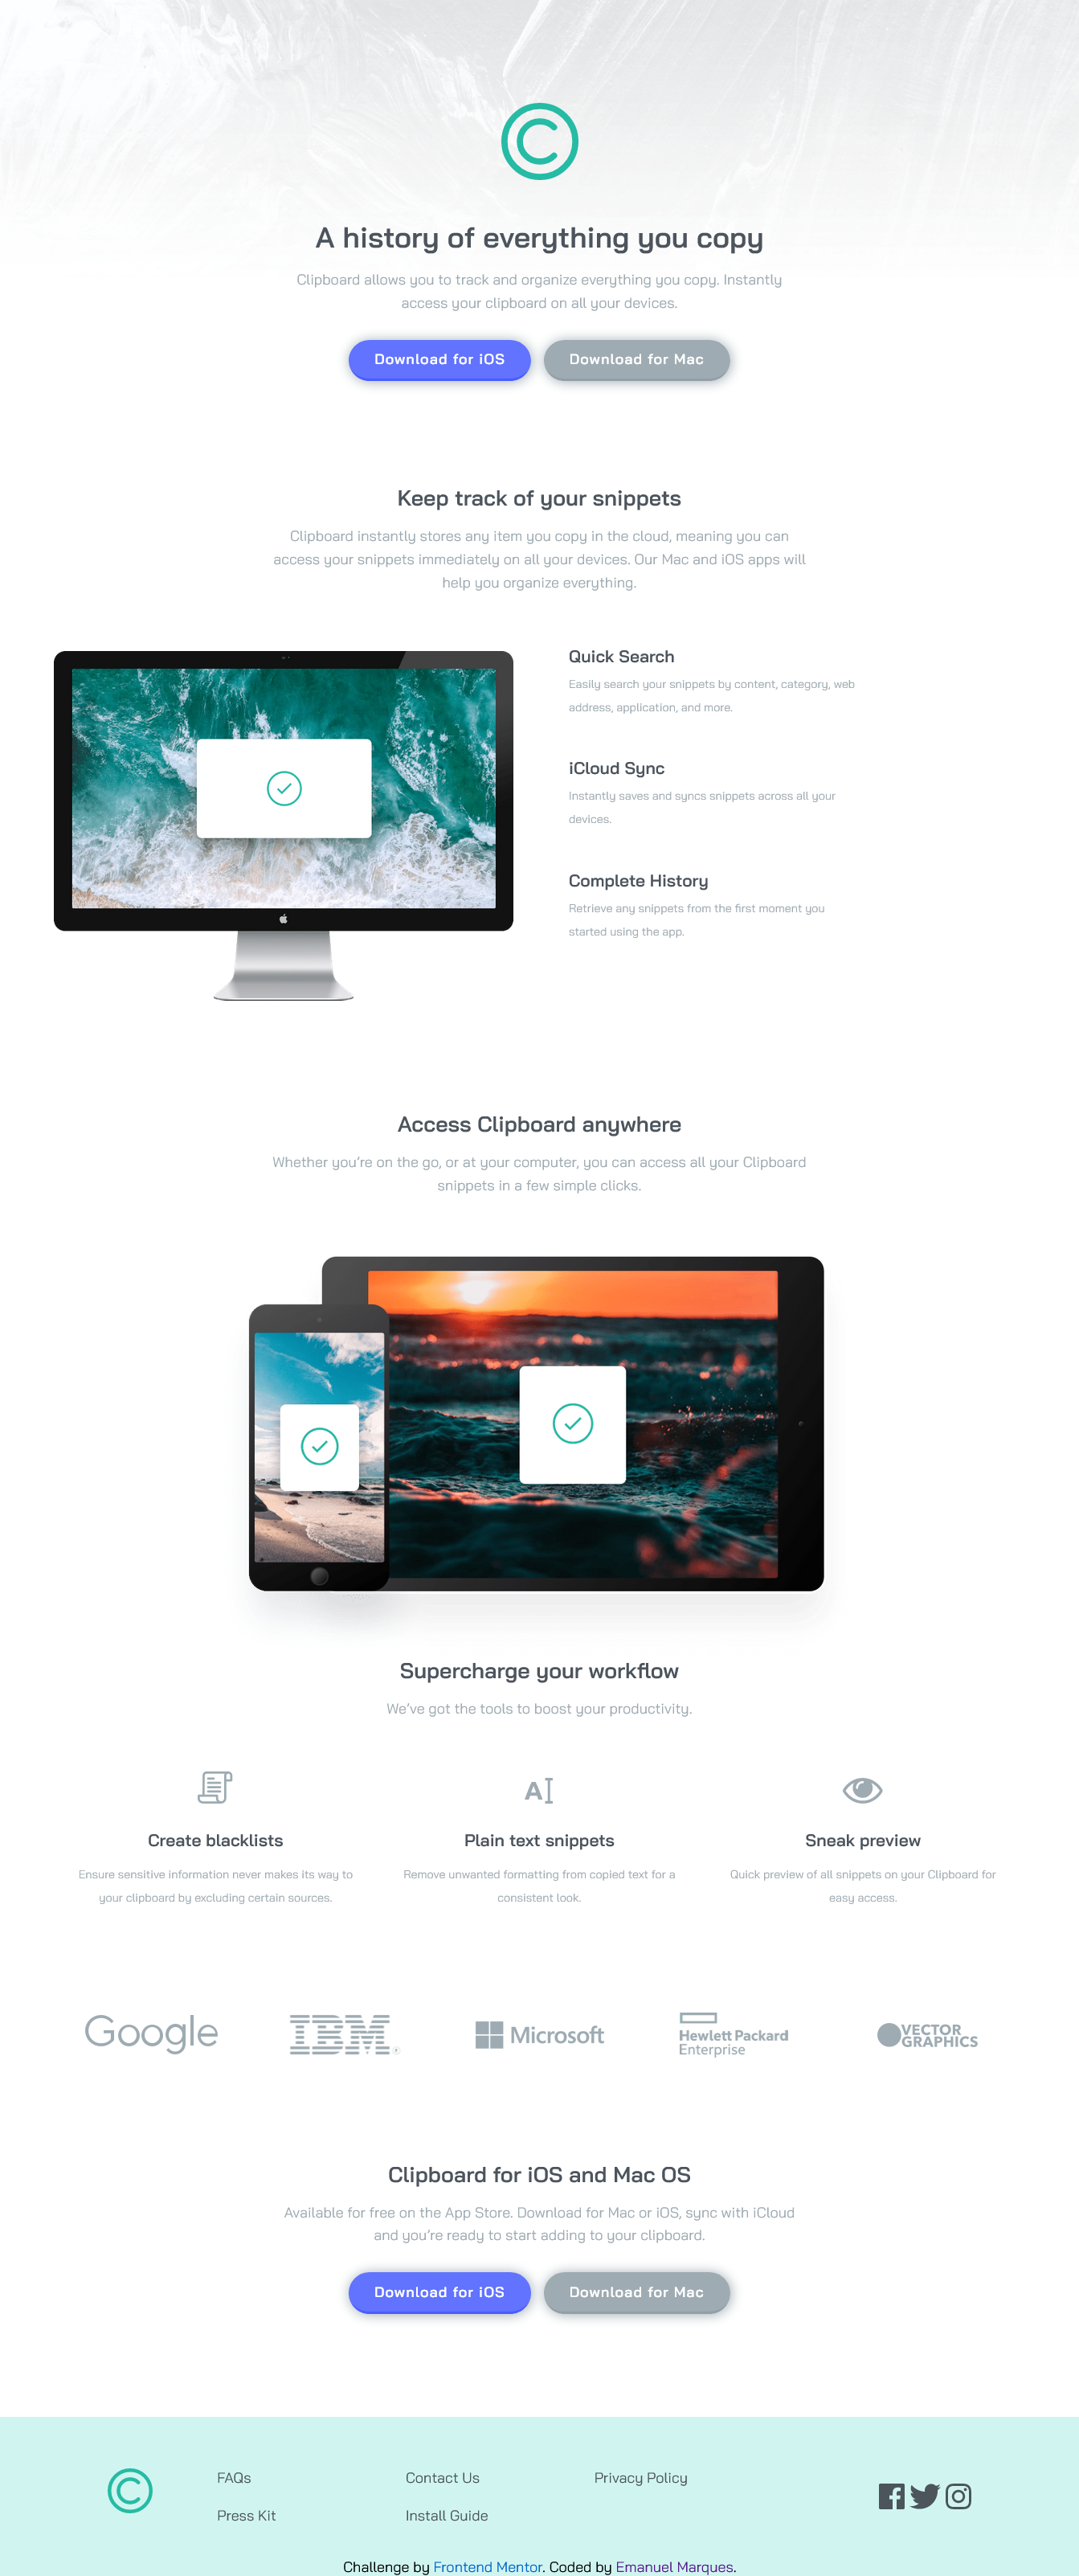 A history of everything you copy
Clipboard allows you to track and organize everything you copy. Instantly
access your clipboard on all your devices.
Download for iOS
Download for Mac
Keep track of your snippets
Clipboard instantly stores any item you copy in the cloud, meaning you can
access your snippets immediately on all your devices. Our Mac and iOS apps will
help you organize everything.
Quick Search
Easily search your snippets by content, category, web
address, application, and more.
iCloud Sync
Instantly saves and syncs snippets across all your
devices.
Complete History
Retrieve any snippets from the first moment you
started using the app.
Access Clipboard anywhere
Whether you’re on the go, or at your computer, you can access all your Clipboard
snippets in a few simple clicks.
Supercharge your workflow
We’ve got the tools to boost your productivity.
Create blacklists
Ensure sensitive information never makes its way to
your clipboard by excluding certain sources.
Plain text snippets
Remove unwanted formatting from copied text for a
consistent look.
Sneak preview
Quick preview of all snippets on your Clipboard for
easy access.
Google
IBM
Microsoft
Hewlett Packard
Enterprise
VECTOR
GRAPHICS
Clipboard for iOS and Mac OS
Available for free on the App Store. Download for Mac or iOS, sync with iCloud
and you’re ready to start adding to your clipboard.
Download for iOS
Download for Mac
FAQs
Contact Us
Privacy Policy
Press Kit
Install Guide
Challenge by Frontend Mentor. Coded by Emanuel Marques.